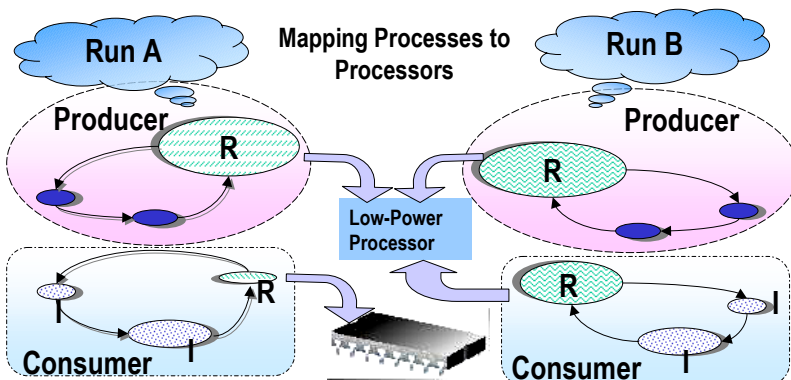 Run A
Mapping Processes to
Processors
Run B
Producer
R
Producer
R
Low-Power
Processor
R
I
I
Consumer
R
I
I
Consumer